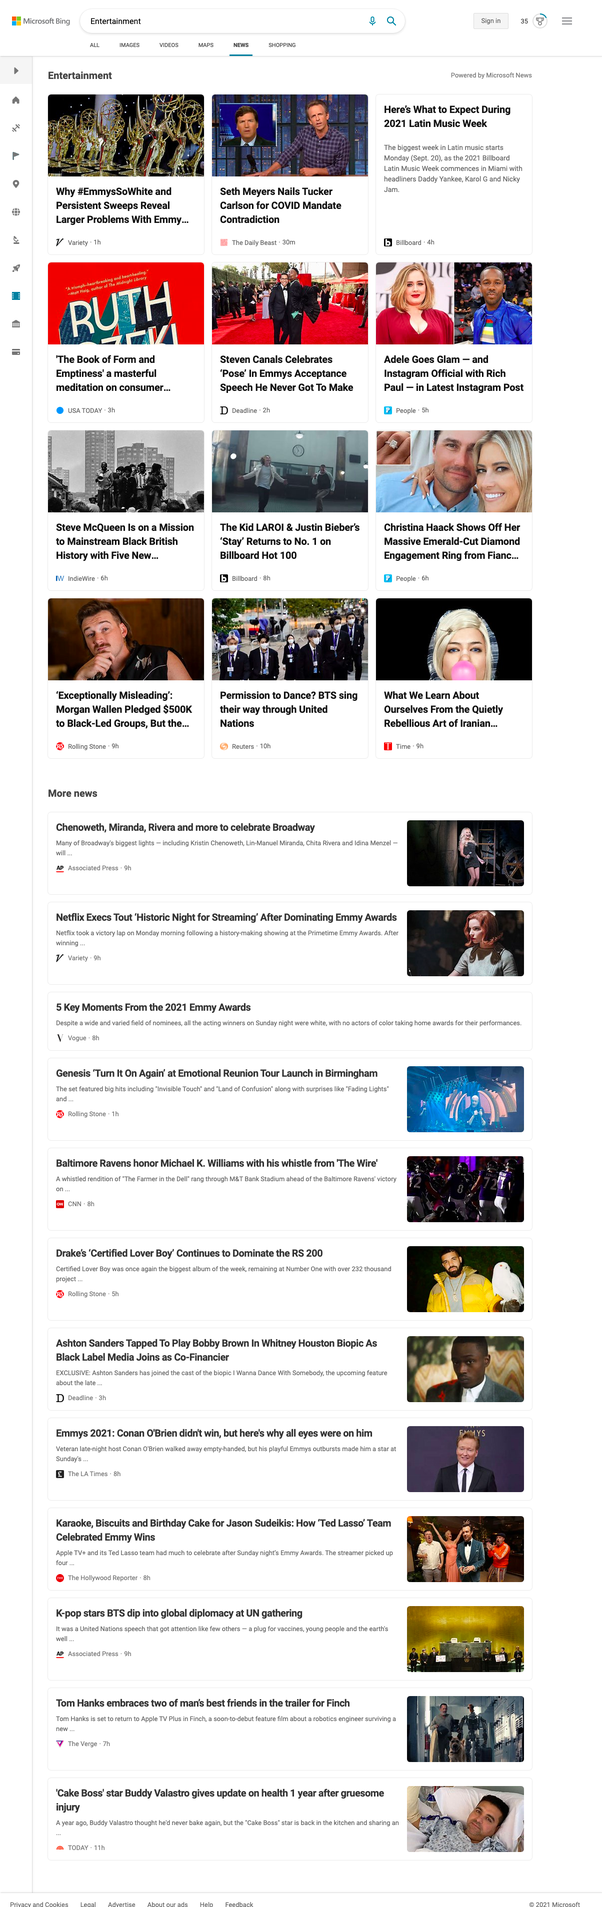 Microsoft Bing
Entertainment
Sign in
35
ALL
IMAGES
VIDEOS
MAPS
NEWS
SHOPPING
Entertainment
Powered by Microsoft News
Why #EmmysSoWhite and
Persistent Sweeps Reveal
Larger Problems With Emmy...
Variety · 1h
Seth Meyers Nails Tucker
Carlson for COVID Mandate
Contradiction
The Daily Beast · 30m
Here's What to Expect During
2021 Latin Music Week
The biggest week in Latin music starts
Monday (Sept. 20), as the 2021 Billboard
Latin Music Week commences in Miami with
headliners Daddy Yankee, Karol G and Nicky
Jam.
Billboard · 4h
RUTH
OZEKI
'The Book of Form and
Emptiness' a masterful
meditation on consumer...
USA TODAY · 3h
Steven Canals Celebrates
'Pose' In Emmys Acceptance
Speech He Never Got To Make
Deadline · 2h
Adele Goes Glam — and
Instagram Official with Rich
Paul — in Latest Instagram Post
People · 5h
Steve McQueen Is on a Mission
to Mainstream Black British
History with Five New...
IndieWire · 6h
The Kid LAROI & Justin Bieber's
'Stay' Returns to No. 1 on
Billboard Hot 100
Billboard · 8h
Christina Haack Shows Off Her
Massive Emerald-Cut Diamond
Engagement Ring from Fianc...
People · 6h
'Exceptionally Misleading':
Morgan Wallen Pledged $500K
to Black-Led Groups, But the...
Rolling Stone · 9h
Permission to Dance? BTS sing
their way through United
Nations
Reuters · 10h
What We Learn About
Ourselves From the Quietly
Rebellious Art of Iranian...
Time · 9h
More news
Chenoweth, Miranda, Rivera and more to celebrate Broadway
Many of Broadway's biggest lights — including Kristin Chenoweth, Lin-Manuel Miranda, Chita Rivera and Idina Menzel —
will ...
Associated Press · 9h
Netflix Execs Tout 'Historic Night for Streaming' After Dominating Emmy Awards
Netflix took a victory lap on Monday morning following a history-making showing at the Primetime Emmy Awards. After
winning ...
Variety · 9h
5 Key Moments From the 2021 Emmy Awards
Despite a wide and varied field of nominees, all the acting winners on Sunday night were white, with no actors of color taking home awards for their performances.
Vogue · 8h
Genesis 'Turn It On Again' at Emotional Reunion Tour Launch in Birmingham
The set featured big hits including "Invisible Touch" and "Land of Confusion" along with surprises like "Fading Lights"
and ...
Rolling Stone · 1h
Baltimore Ravens honor Michael K. Williams with his whistle from 'The Wire'
A whistled rendition of "The Farmer in the Dell" rang through M&T Bank Stadium ahead of the Baltimore Ravens' victory
on ...
CNN · 8h
Drake's 'Certified Lover Boy' Continues to Dominate the RS 200
Certified Lover Boy was once again the biggest album of the week, remaining at Number One with over 232 thousand
project ...
Rolling Stone · 5h
Ashton Sanders Tapped To Play Bobby Brown In Whitney Houston Biopic As
Black Label Media Joins as Co-Financier
EXCLUSIVE: Ashton Sanders has joined the cast of the biopic I Wanna Dance With Somebody, the upcoming feature
about the late ...
Deadline · 3h
Emmys 2021: Conan O'Brien didn't win, but here's why all eyes were on him
Veteran late-night host Conan O'Brien walked away empty-handed, but his playful Emmys outbursts made him a star at
Sunday's ...
The LA Times · 8h
EMMYS
Karaoke, Biscuits and Birthday Cake for Jason Sudeikis: How 'Ted Lasso' Team
Celebrated Emmy Wins
Apple TV+ and its Ted Lasso team had much to celebrate after Sunday night's Emmy Awards. The streamer picked up
four ...
The Hollywood Reporter · 8h
K-pop stars BTS dip into global diplomacy at UN gathering
It was a United Nations speech that got attention like few others — a plug for vaccines, young people and the earth's
well ...
Associated Press · 9h
Tom Hanks embraces two of man's best friends in the trailer for Finch
Tom Hanks is set to return to Apple TV Plus in Finch, a soon-to-debut feature film about a robotics engineer surviving a
new ...
The Verge · 7h
'Cake Boss' star Buddy Valastro gives update on health 1 year after gruesome
injury
A year ago, Buddy Valastro thought he'd never bake again, but the "Cake Boss" star is back in the kitchen and sharing an
...
TODAY · 11h
Privacy and Cookies
Legal
Advertise
About our ads
Help
Feedback
© 2021 Microsoft